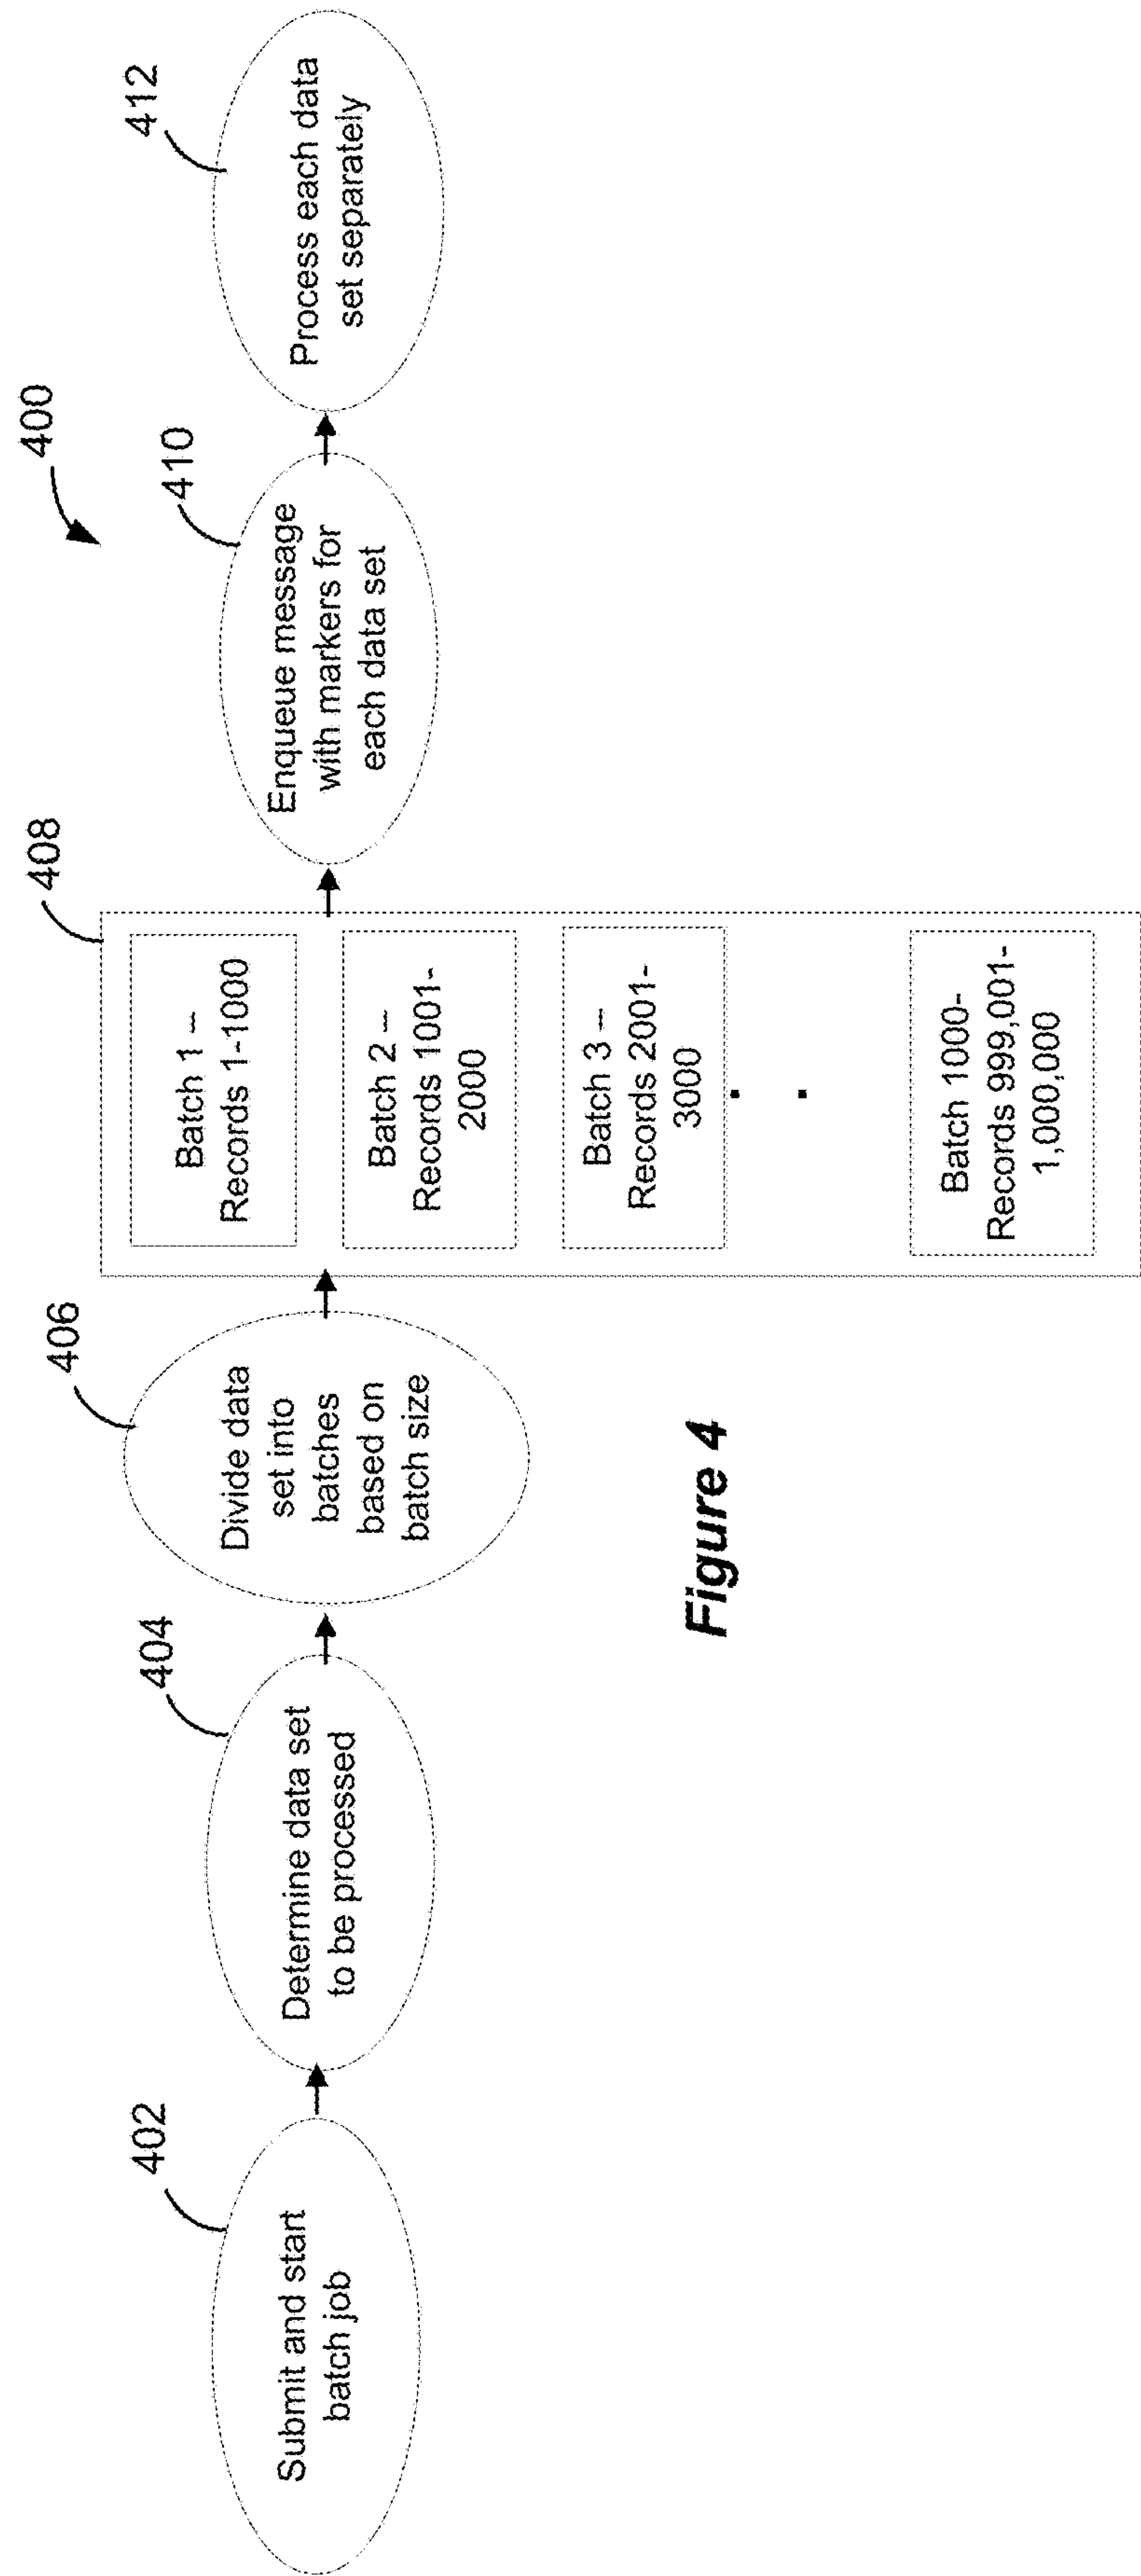 400
402
Submit and start
batch job
404
Determine data set
to be processed
406
Divide data
set into
batches
based on
batch size
408
Batch 1 –
Records 1-1000
Batch 2 –
Records 1001-
2000
Batch 3 –
Records 2001-
3000
Batch 1000-
Records 999,001-
1,000,000
410
Enqueue message
with markers for
each data set
412
Process each data
set separately
Figure 4